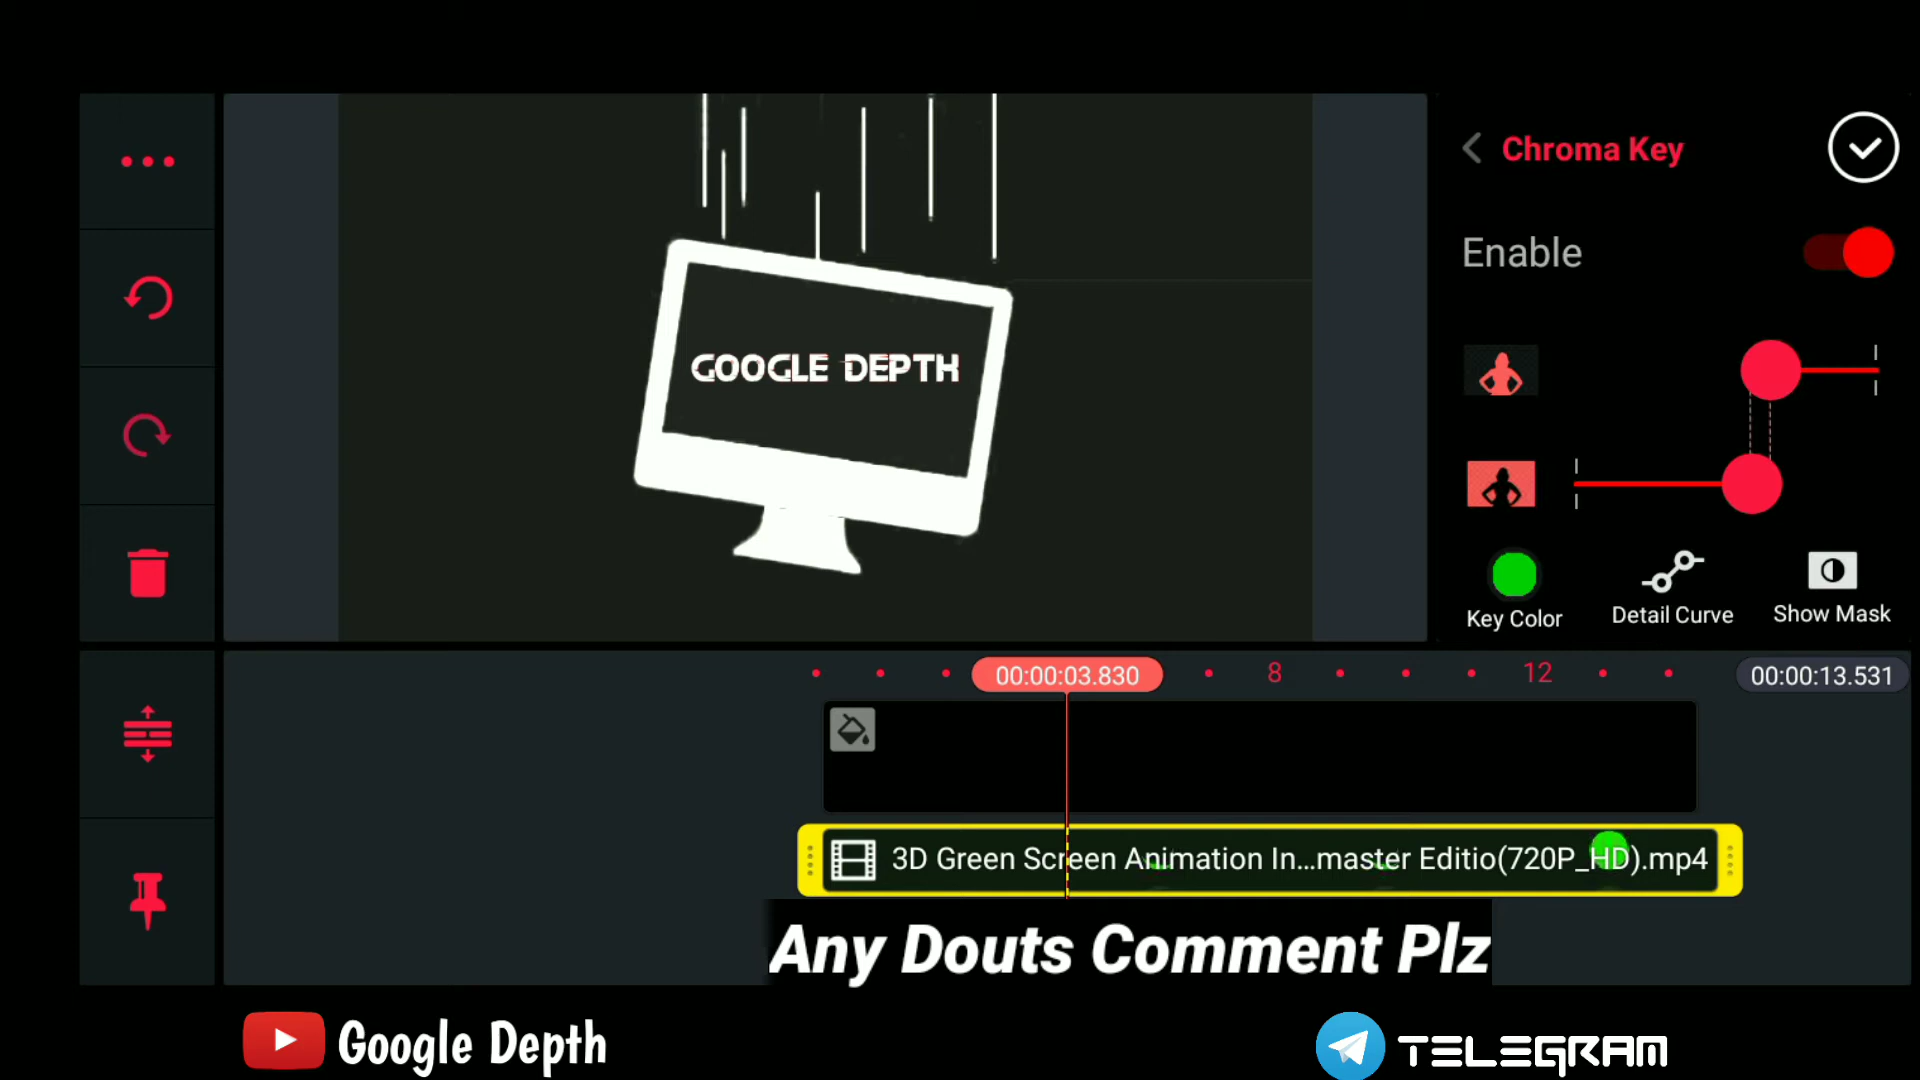 Chroma Key
Enable
GOOGLE DEPTH
Key Color
Detail Curve
Show Mask
00:00:03.830
8
12
00:00:13.531
3D Green Screen Animation In...master Editio(720P_HD).mp4
Any Douts Comment Plz
Google Depth
TELEGRAM